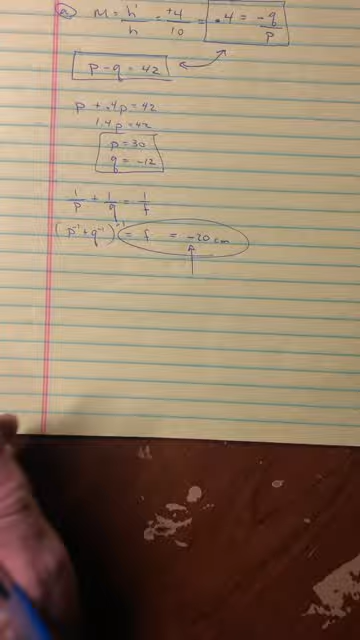 a M = h'/h = +4/10 = .4 = -q/p
p - q = 42
p + .4p = 42
1.4p = 42
p = 30
q = -12
1/p + 1/q = 1/f
(p⁻¹ + q⁻¹)⁻¹ = f = -20 cm